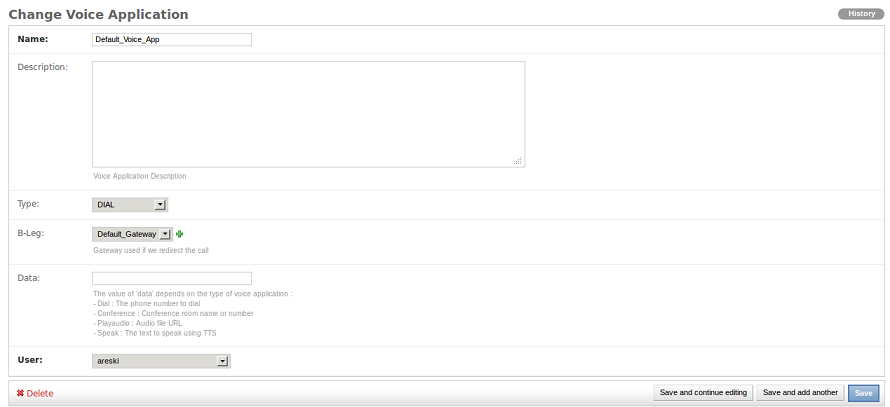 Change Voice Application
History
Name:
Default_Voice_App
Description:
Voice Application Description
Type:
DIAL
B-Leg:
Default_Gateway
Gateway used if we redirect the call
Data:
The value of 'data' depends on the type of voice application :
- Dial : The phone number to dial
- Conference : Conference room name or number
- Playaudio : Audio file URL
- Speak : The text to speak using TTS
User:
areski
Delete
Save and continue editing
Save and add another
Save